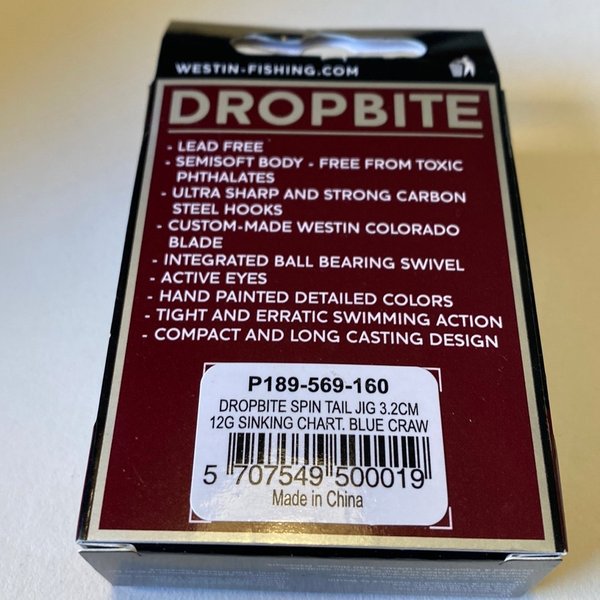 WESTIN-FISHING.COM
DROPBITE
- LEAD FREE
- SEMISOFT BODY - FREE FROM TOXIC
PHTHALATES
- ULTRA SHARP AND STRONG CARBON
STEEL HOOKS
- CUSTOM-MADE WESTIN COLORADO
BLADE
- INTEGRATED BALL BEARING SWIVEL
- ACTIVE EYES
- HAND PAINTED DETAILED COLORS
- TIGHT AND ERRATIC SWIMMING ACTION
- COMPACT AND LONG CASTING DESIGN
P189-569-160
DROPBITE SPIN TAIL JIG 3.2CM
12G SINKING CHART. BLUE CRAW
5 707549 500019
Made in China